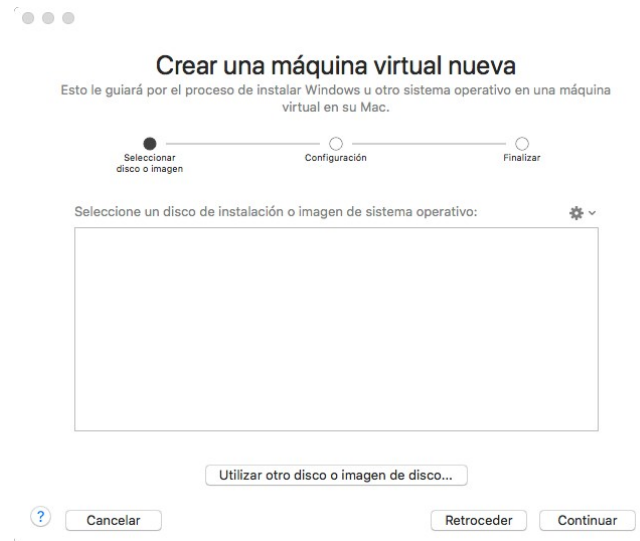 Crear una máquina virtual nueva
Esto le guiará por el proceso de instalar Windows u otro sistema operativo en una máquina
virtual en su Mac.
Seleccionar
disco o imagen
Configuración
Finalizar
Seleccione un disco de instalación o imagen de sistema operativo:
Utilizar otro disco o imagen de disco...
?
Cancelar
Retroceder
Continuar